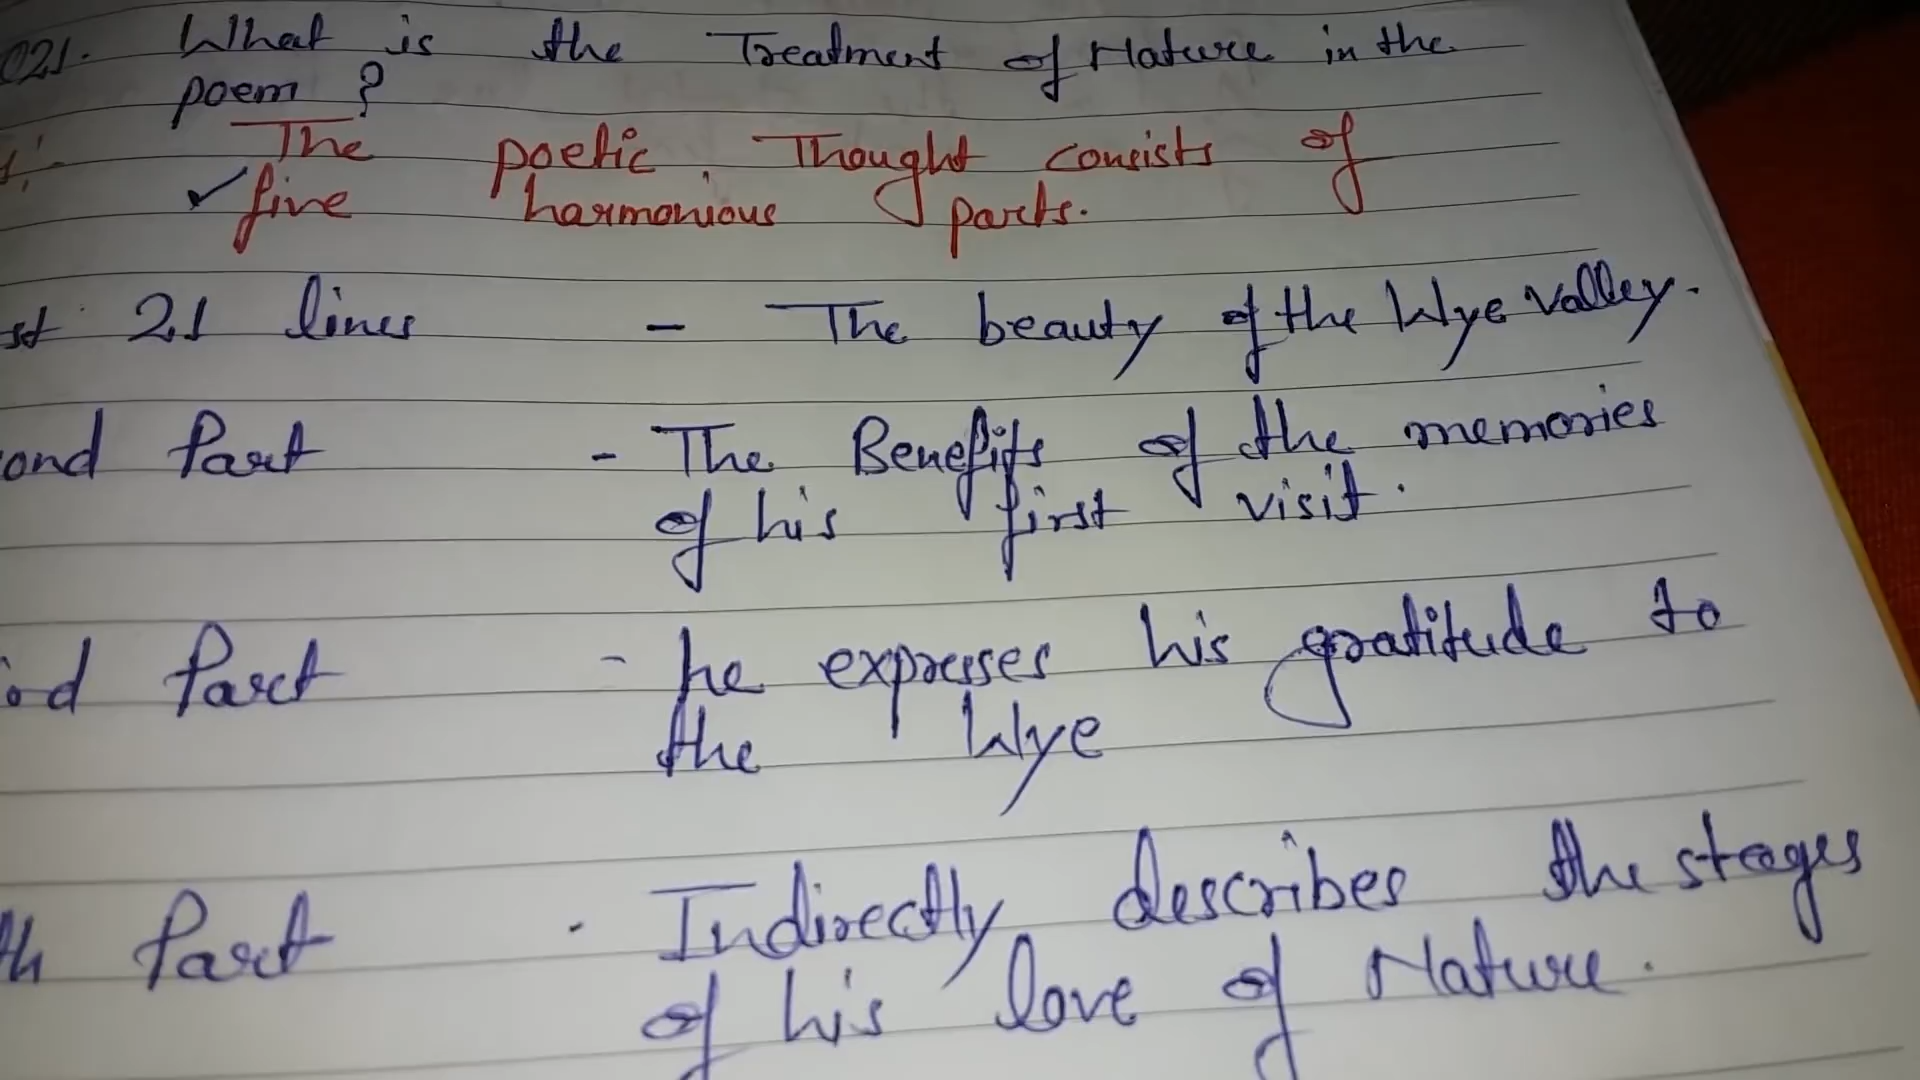 021. What is the Treatment of Nature in the
poem ?
The poetic Thought consists of
✓ five harmonious parts.
st 21 lines - The beauty of the Wye Valley.
ond Part - The Benefits of the memories
of his first visit.
ird Part - he expresses his gratitude to
the Wye
th Part - Indirectly describes the stages
of his love of Nature.